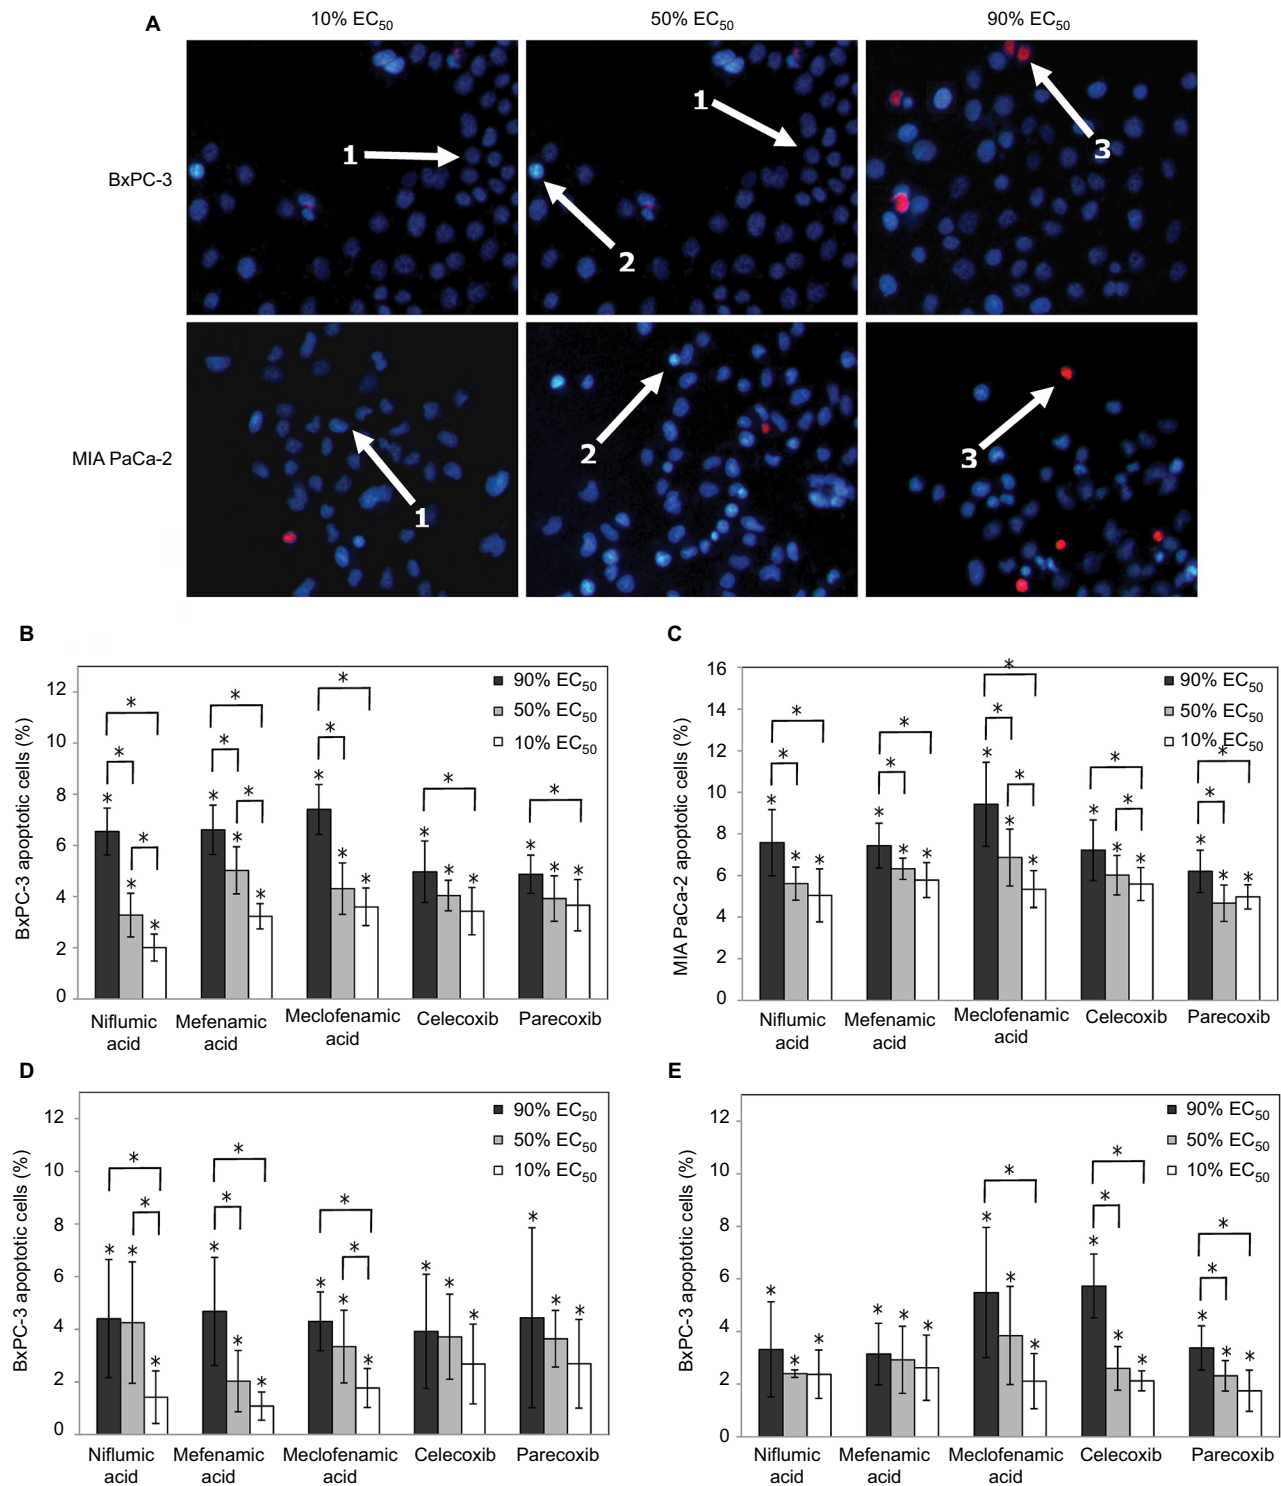 A
10% EC50
50% EC50
90% EC50
BxPC-3
1
1
2
3
MIA PaCa-2
1
2
3
B
BxPC-3 apoptotic cells (%)
12
10
8
6
4
2
0
90% EC50
50% EC50
10% EC50
* * * * * * * * * * * * * * * * * * * * * * * * *
Niflumic acid
Mefenamic acid
Meclofenamic acid
Celecoxib
Parecoxib
C
MIA PaCa-2 apoptotic cells (%)
16
14
12
10
8
6
4
2
0
90% EC50
50% EC50
10% EC50
* * * * * * * * * * * * * * * * * * * * * * * * * *
Niflumic acid
Mefenamic acid
Meclofenamic acid
Celecoxib
Parecoxib
D
BxPC-3 apoptotic cells (%)
12
10
8
6
4
2
0
90% EC50
50% EC50
10% EC50
* * * * * * * * * * * * * * * * * * * * *
Niflumic acid
Mefenamic acid
Meclofenamic acid
Celecoxib
Parecoxib
E
BxPC-3 apoptotic cells (%)
12
10
8
6
4
2
0
90% EC50
50% EC50
10% EC50
* * * * * * * * * * * * * * * * * * * *
Niflumic acid
Mefenamic acid
Meclofenamic acid
Celecoxib
Parecoxib